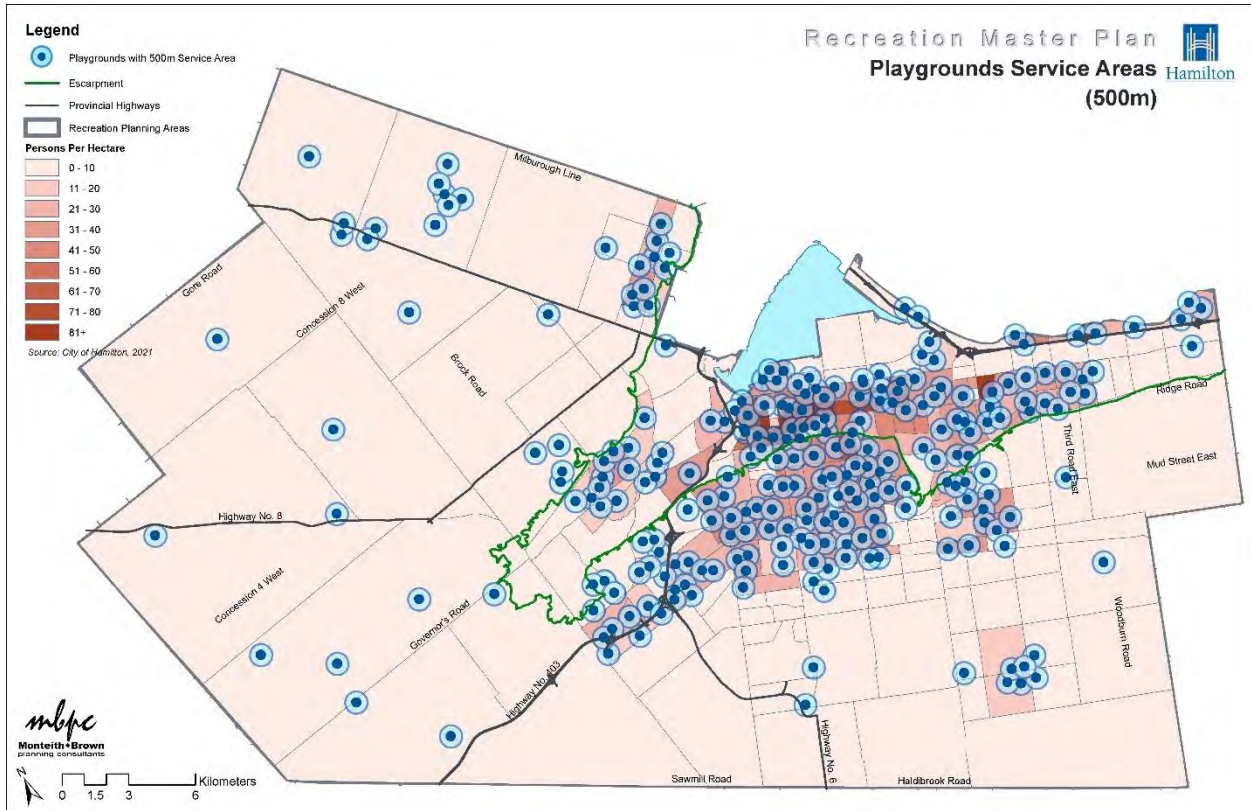 Legend
Playgrounds with 500m Service Area
Escarpment
Provincial Highways
Recreation Planning Areas
Persons Per Hectare
0 - 10
11 - 20
21 - 30
31 - 40
41 - 50
51 - 60
61 - 70
71 - 80
81+
Source: City of Hamilton, 2021
Recreation Master Plan
Playgrounds Service Areas
(500m)
Hamilton
Milburough Line
Gore Road
Concession 8 West
Brock Road
Ridge Road
Third Road East
Mud Street East
Highway No. 8
Concession 4 West
Governor's Road
Woodburn Road
Highway No. 403
Highway No. 6
Sawmill Road
Haldibrook Road
mbpc
Monteith+Brown
planning consultants
N
Kilometers
0 1.5 3 6